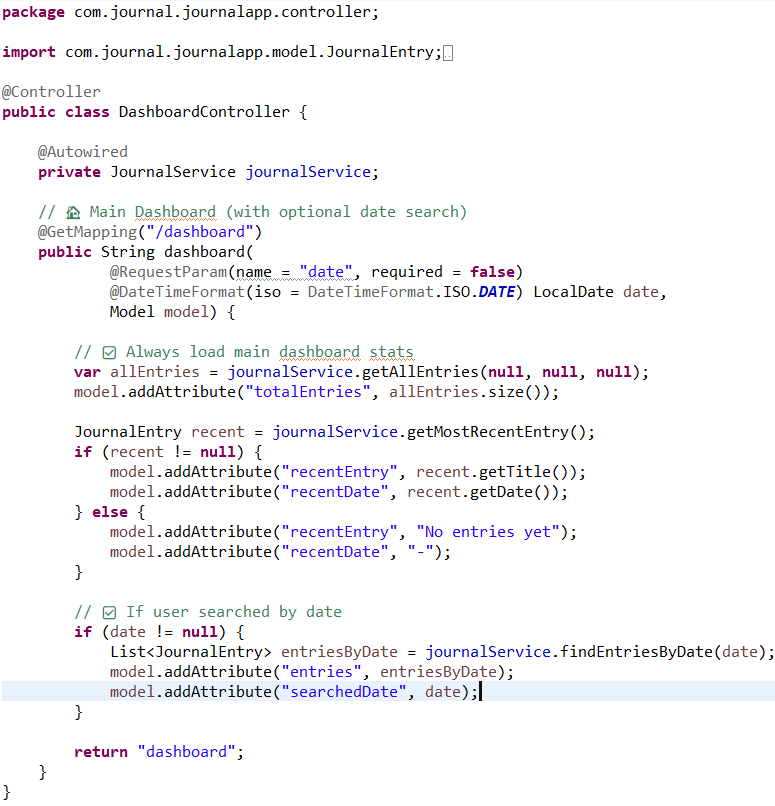 package com.journal.journalapp.controller;
import com.journal.journalapp.model.JournalEntry;
@Controller
public class DashboardController {
    @Autowired
    private JournalService journalService;
    // 🏠 Main Dashboard (with optional date search)
    @GetMapping("/dashboard")
    public String dashboard(
            @RequestParam(name = "date", required = false)
            @DateTimeFormat(iso = DateTimeFormat.ISO.DATE) LocalDate date,
            Model model) {
        // ✅ Always load main dashboard stats
        var allEntries = journalService.getAllEntries(null, null, null);
        model.addAttribute("totalEntries", allEntries.size());
        JournalEntry recent = journalService.getMostRecentEntry();
        if (recent != null) {
            model.addAttribute("recentEntry", recent.getTitle());
            model.addAttribute("recentDate", recent.getDate());
        } else {
            model.addAttribute("recentEntry", "No entries yet");
            model.addAttribute("recentDate", "-");
        }
        // ✅ If user searched by date
        if (date != null) {
            List<JournalEntry> entriesByDate = journalService.findEntriesByDate(date);
            model.addAttribute("entries", entriesByDate);
            model.addAttribute("searchedDate", date);
        }
        return "dashboard";
    }
}